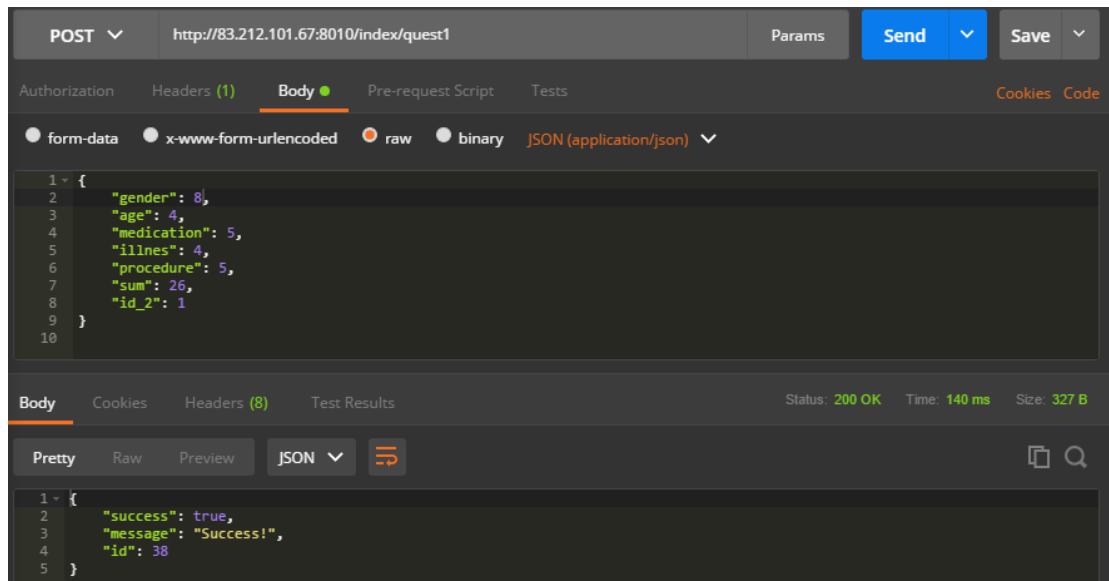 POST http://83.212.101.67:8010/index/quest1 Params Send Save
Authorization Headers (1) Body Pre-request Script Tests Cookies Code
form-data x-www-form-urlencoded raw binary JSON (application/json)
1 {
2 "gender": 8,
3 "age": 4,
4 "medication": 5,
5 "illnes": 4,
6 "procedure": 5,
7 "sum": 26,
8 "id_2": 1
9 }
10
Body Cookies Headers (8) Test Results Status: 200 OK Time: 140 ms Size: 327 B
Pretty Raw Preview JSON
1 {
2 "success": true,
3 "message": "Success!",
4 "id": 38
5 }